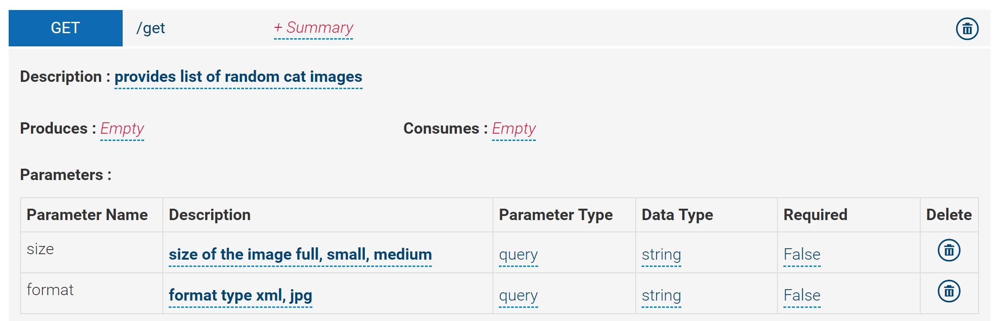 GET /get + Summary
Description : provides list of random cat images
Produces : Empty Consumes : Empty
Parameters :
Parameter Name Description Parameter Type Data Type Required Delete
size size of the image full, small, medium query string False
format format type xml, jpg query string False